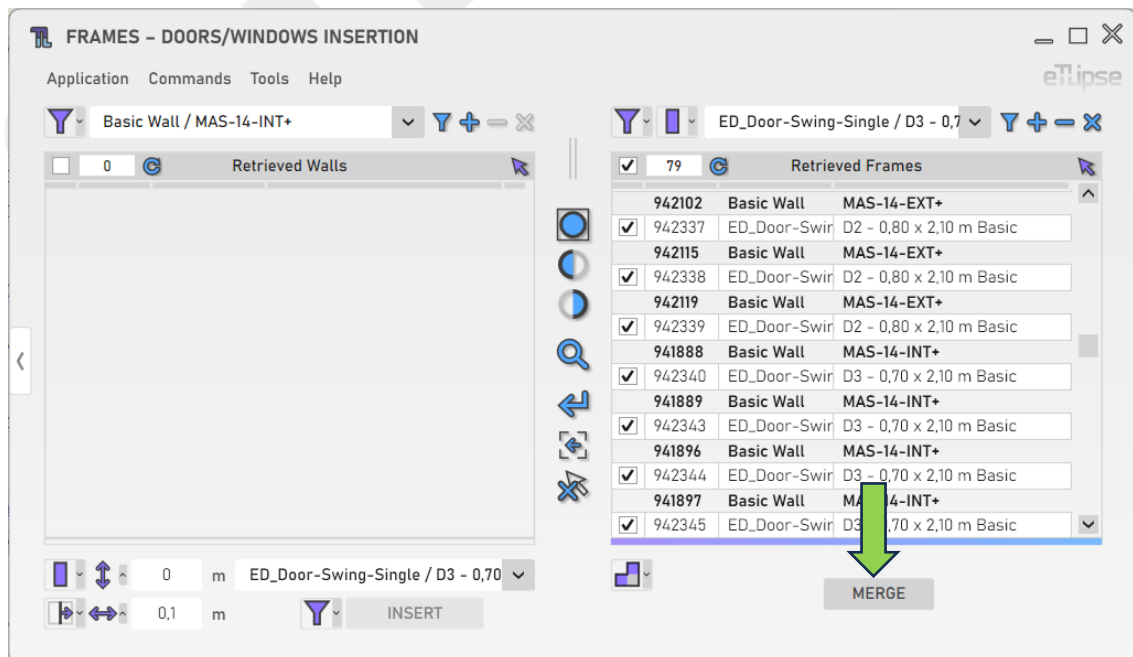 FRAMES – DOORS/WINDOWS INSERTION
eTLipse
Application Commands Tools Help
Basic Wall / MAS-14-INT+
0 Retrieved Walls
ED_Door-Swing-Single / D3 - 0,7
79 Retrieved Frames
942102 Basic Wall MAS-14-EXT+
942337 ED_Door-Swir D2 - 0,80 x 2,10 m Basic
942115 Basic Wall MAS-14-EXT+
942338 ED_Door-Swir D2 - 0,80 x 2,10 m Basic
942119 Basic Wall MAS-14-EXT+
942339 ED_Door-Swir D2 - 0,80 x 2,10 m Basic
941888 Basic Wall MAS-14-INT+
942340 ED_Door-Swir D3 - 0,70 x 2,10 m Basic
941889 Basic Wall MAS-14-INT+
942343 ED_Door-Swir D3 - 0,70 x 2,10 m Basic
941896 Basic Wall MAS-14-INT+
942344 ED_Door-Swir D3 - 0,70 x 2,10 m Basic
941897 Basic Wall
942345 ED_Door-Swir D3 ,70 x 2,10 m Basic
0 m ED_Door-Swing-Single / D3 - 0,70
0,1 m INSERT
MERGE